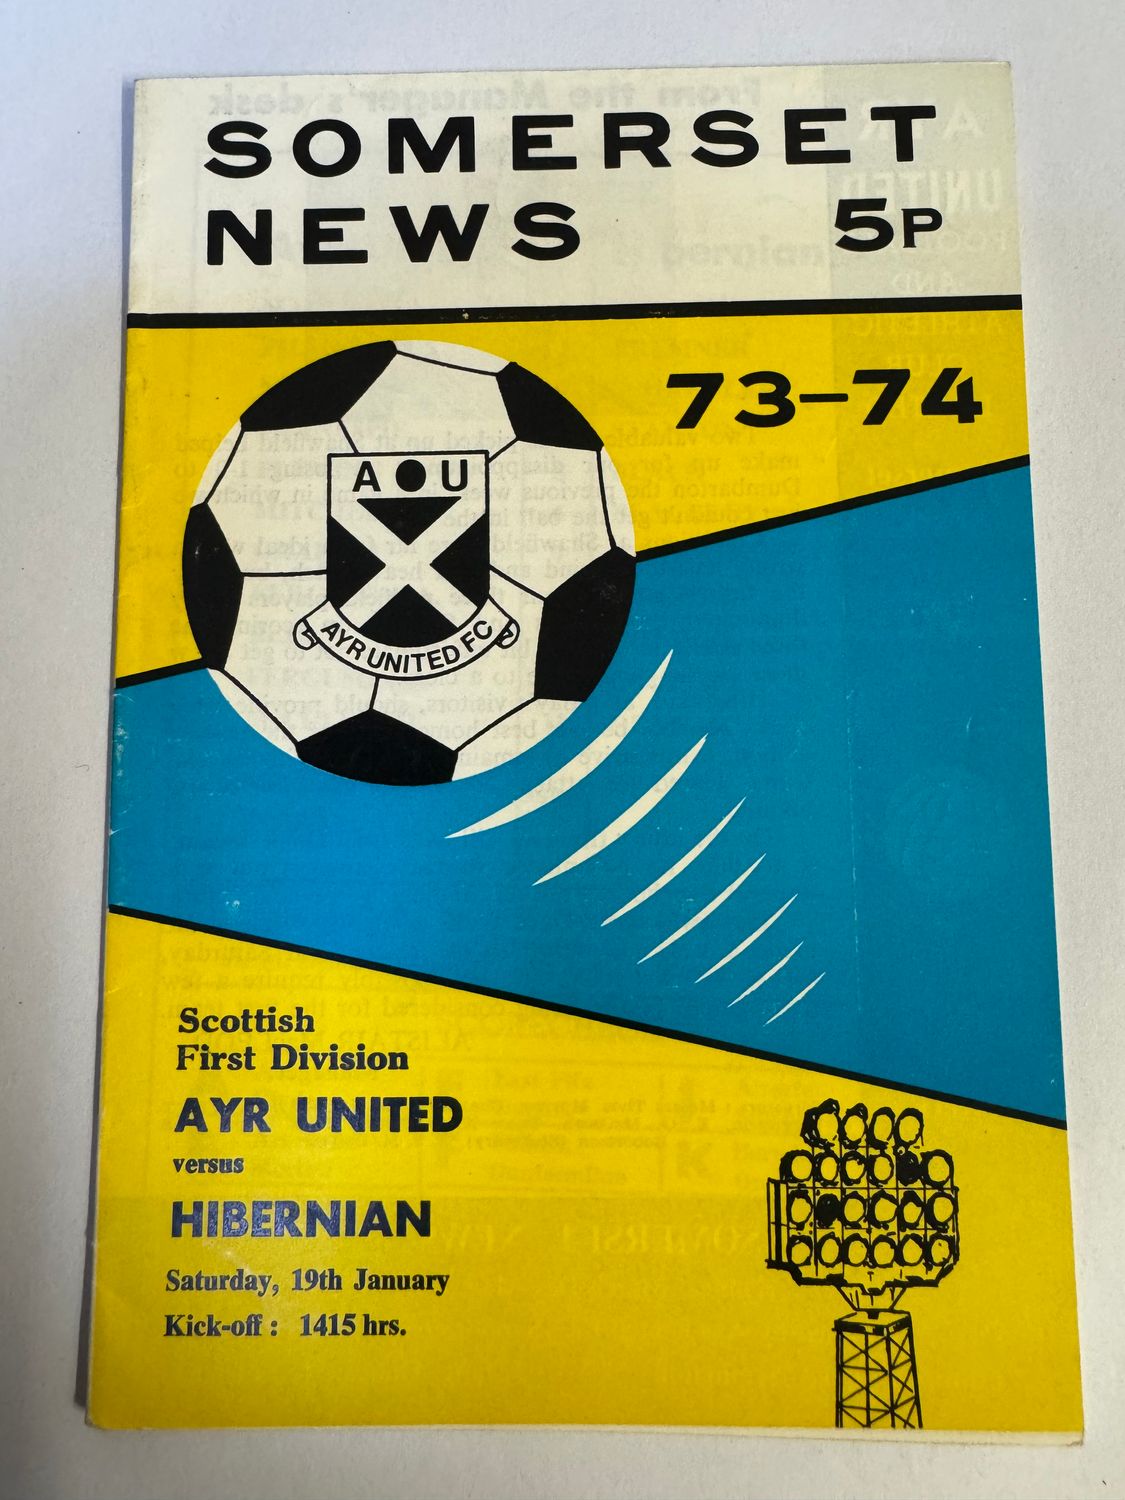 SOMERSET
NEWS 5P
73-74
A U
AYR UNITED FC
Scottish
First Division
AYR UNITED
versus
HIBERNIAN
Saturday, 19th January
Kick-off : 1415 hrs.